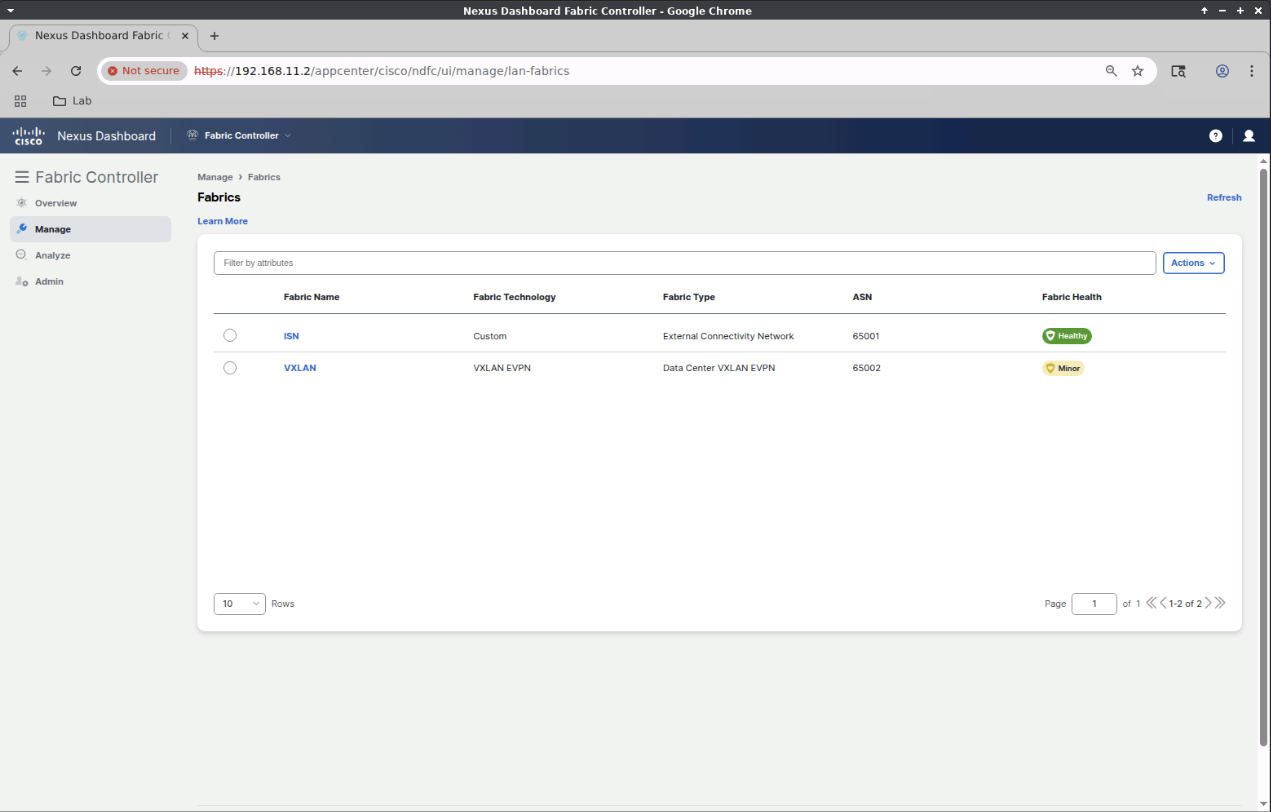 Nexus Dashboard Fabric Controller - Google Chrome
Nexus Dashboard Fabric
Not secure https://192.168.11.2/appcenter/cisco/ndfc/ui/manage/lan-fabrics
Lab
CISCO Nexus Dashboard Fabric Controller ?
Fabric Controller
Overview
Manage
Analyze
Admin
Manage > Fabrics
Fabrics
Refresh
Learn More
Filter by attributes Actions
Fabric Name Fabric Technology Fabric Type ASN Fabric Health
ISN Custom External Connectivity Network 65001 Healthy
VXLAN VXLAN EVPN Data Center VXLAN EVPN 65002 Minor
10 Rows Page 1 of 1 1-2 of 2